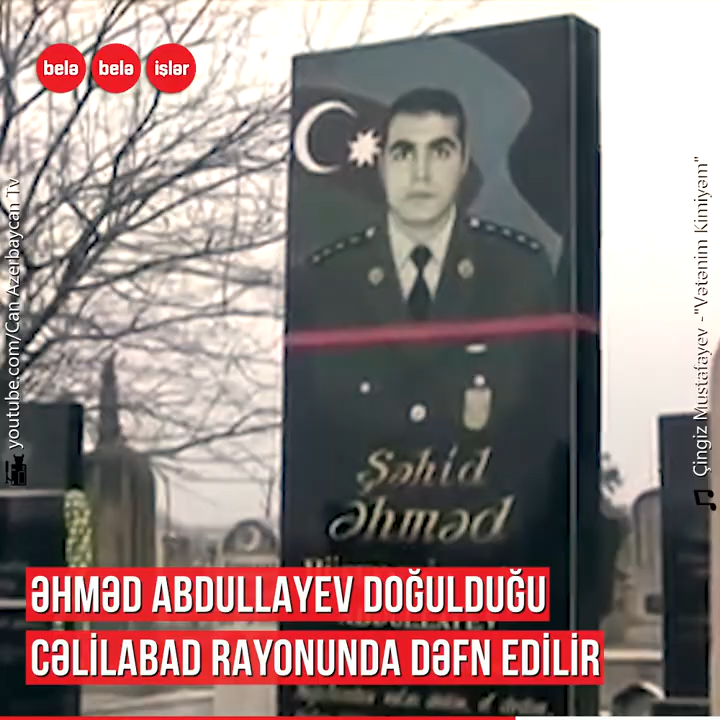 belə belə işlər
youtube.com/Can Azerbaycan Tv
Çingiz Mustafayev -"Vətənim Kimiyəm"
Şəhid
Əhməd
ƏHMƏD ABDULLAYEV DOĞULDUĞU
CƏLİLABAD RAYONUNDA DƏFN EDİLİR